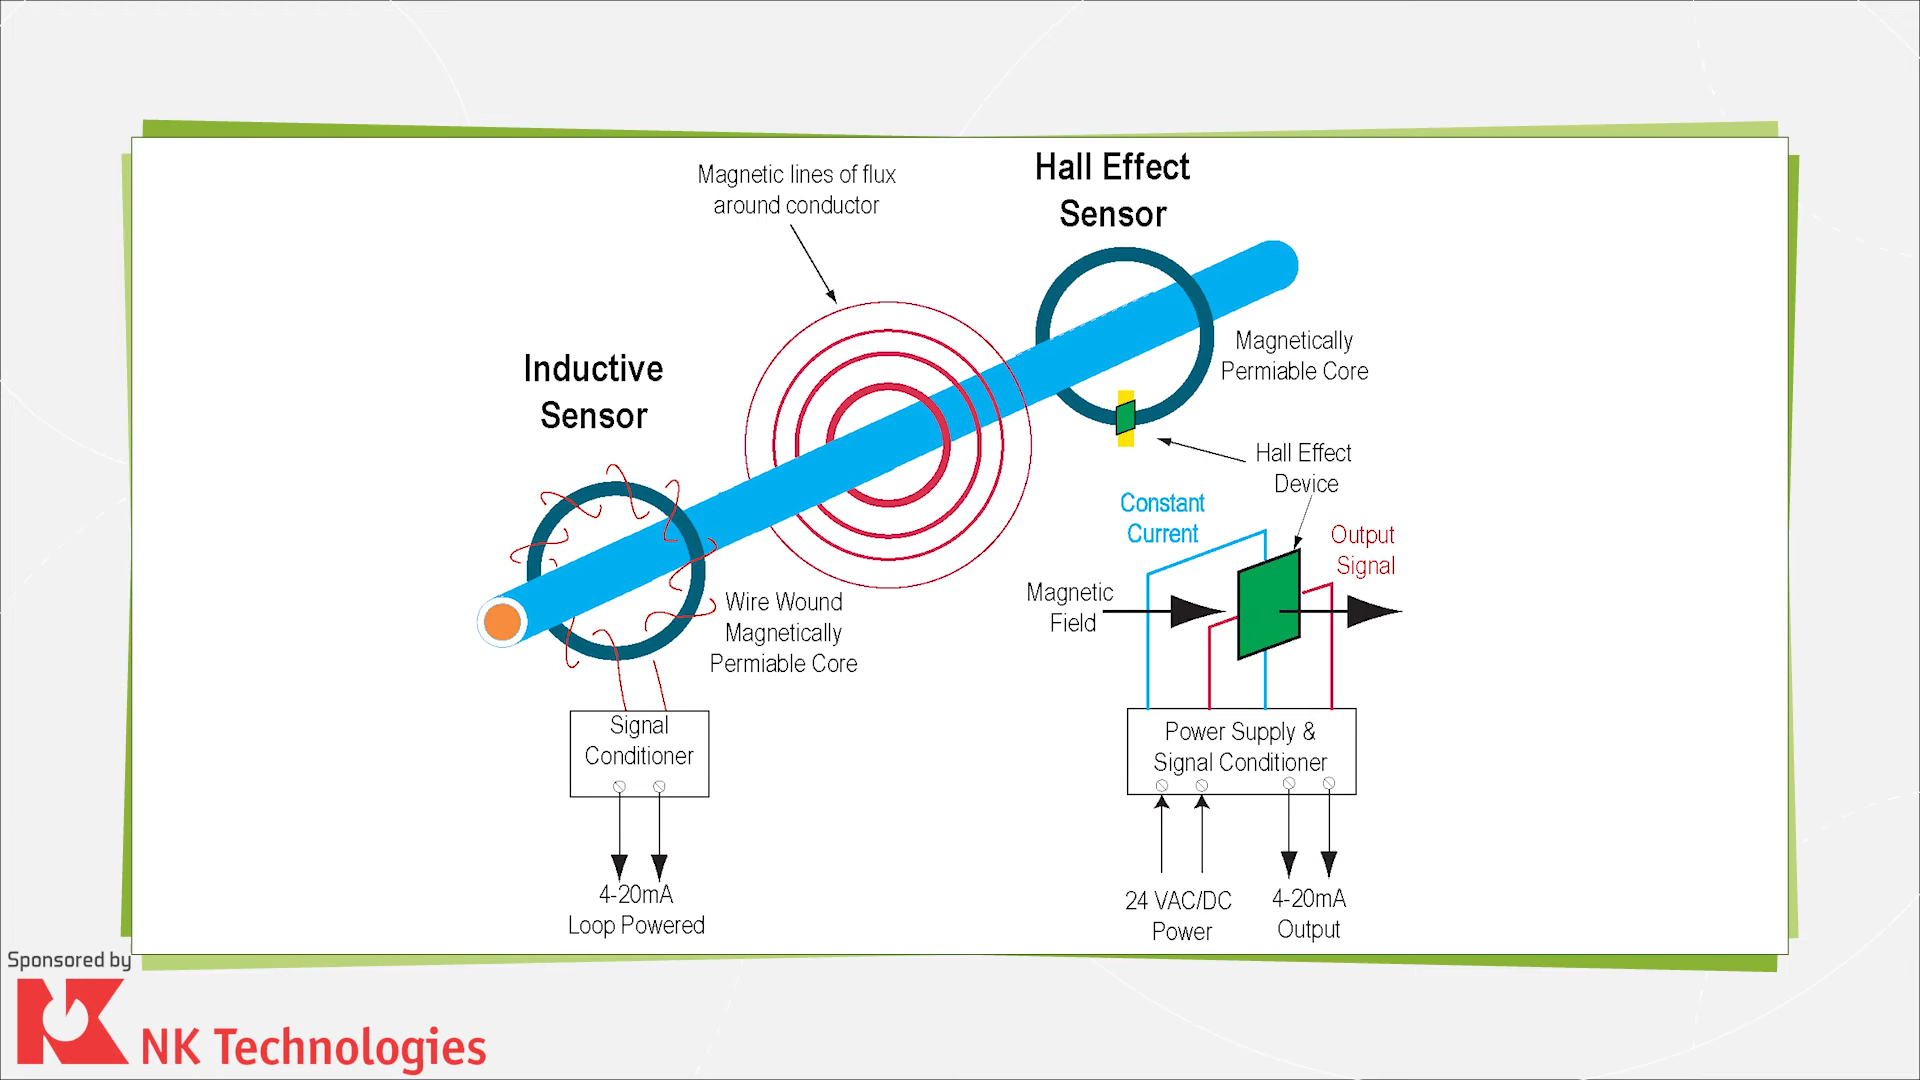 Magnetic lines of flux
around conductor
Hall Effect
Sensor
Inductive
Sensor
Magnetically
Permiable Core
Hall Effect
Device
Constant
Current
Output
Signal
Magnetic
Field
Wire Wound
Magnetically
Permiable Core
Signal
Conditioner
Power Supply &
Signal Conditioner
4-20mA
Loop Powered
24 VAC/DC
Power
4-20mA
Output
Sponsored by
NK Technologies